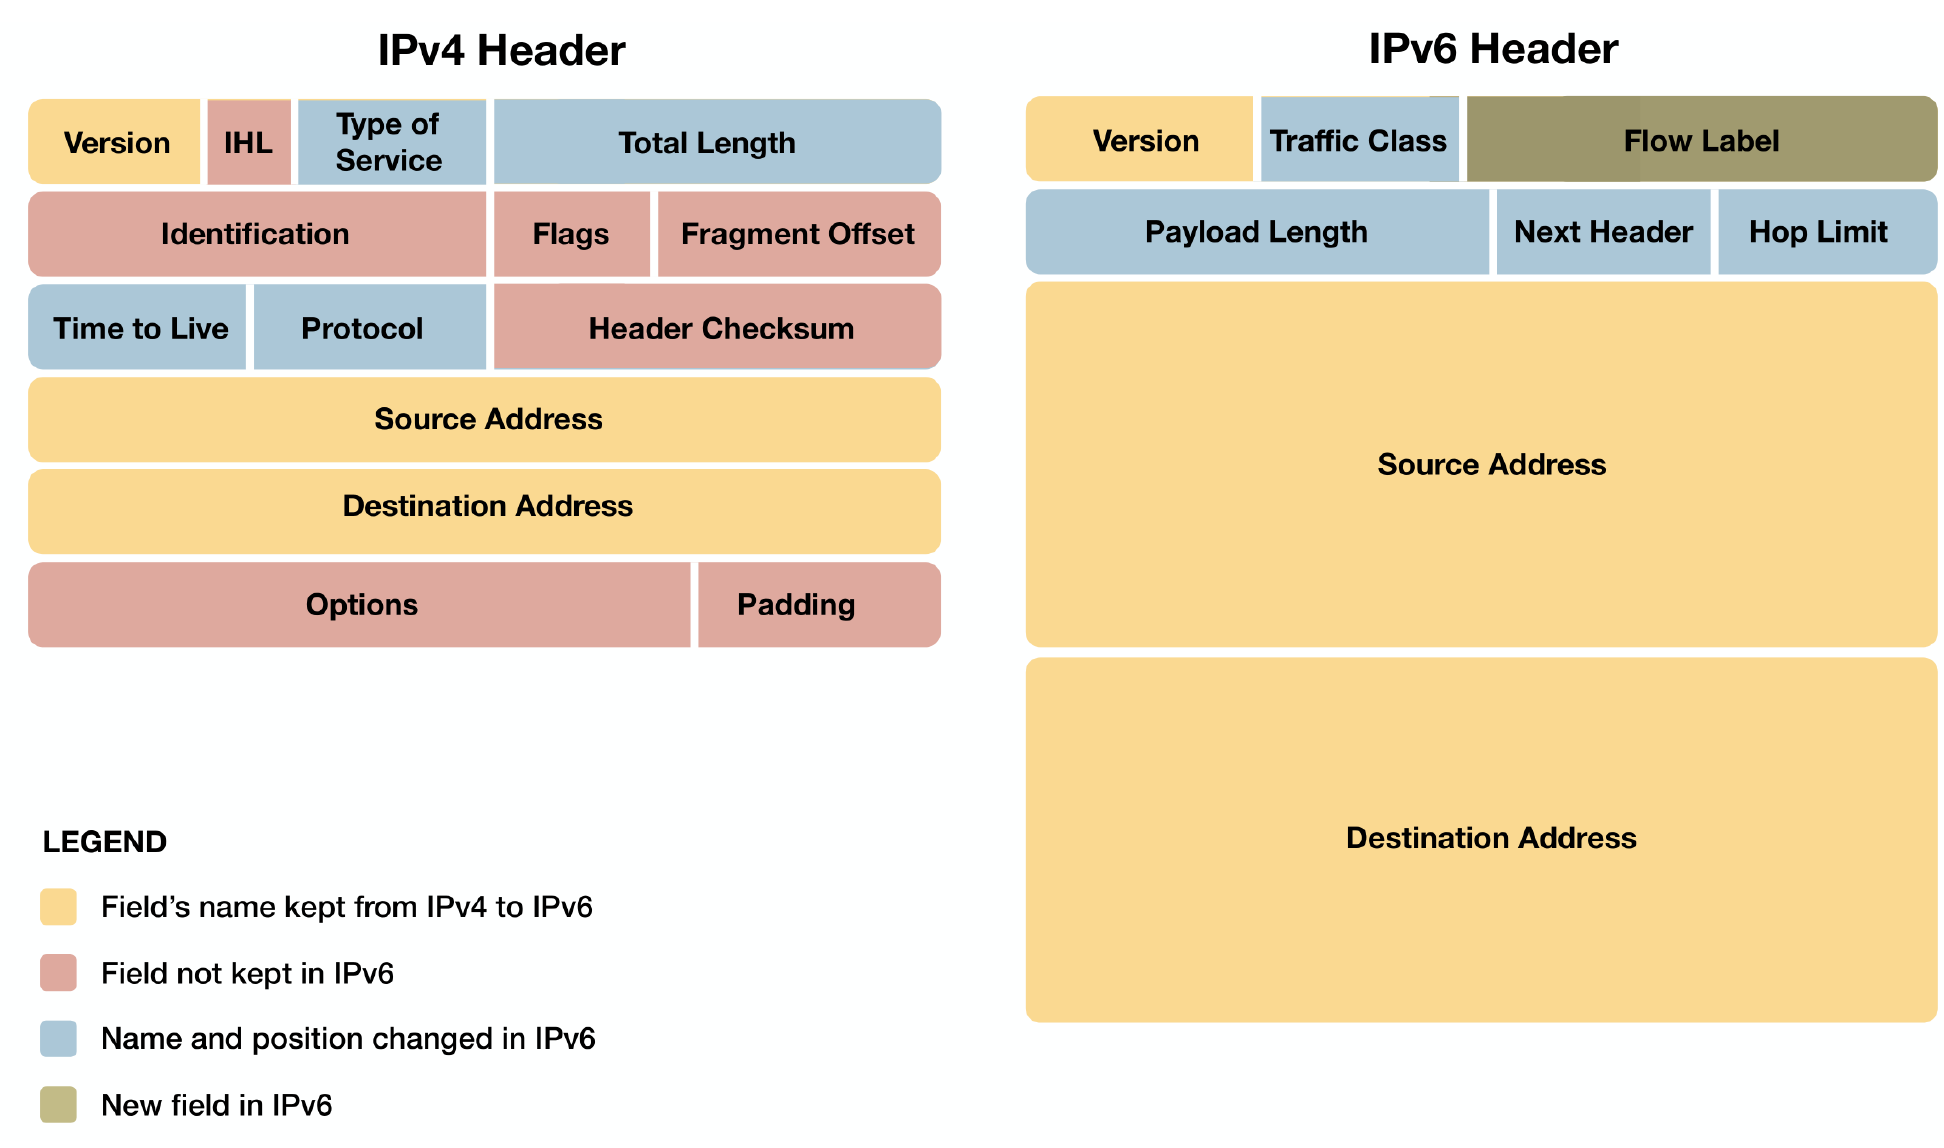 IPv4 Header
Version
IHL
Type of
Service
Total Length
Identification
Flags
Fragment Offset
Time to Live
Protocol
Header Checksum
Source Address
Destination Address
Options
Padding
IPv6 Header
Version
Traffic Class
Flow Label
Payload Length
Next Header
Hop Limit
Source Address
Destination Address
LEGEND
Field’s name kept from IPv4 to IPv6
Field not kept in IPv6
Name and position changed in IPv6
New field in IPv6